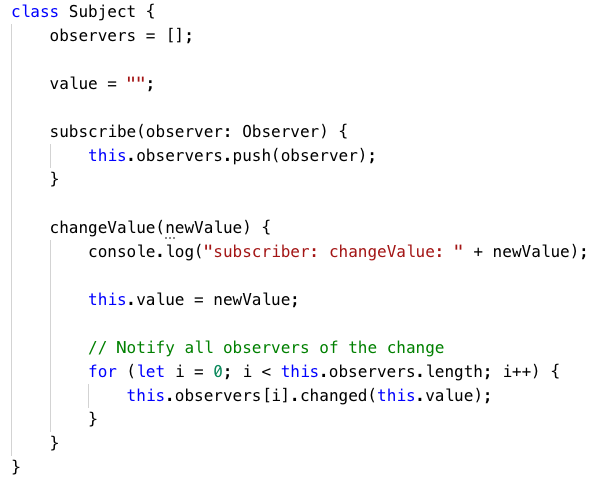 class Subject {
    observers = [];

    value = "";

    subscribe(observer: Observer) {
        this.observers.push(observer);
    }

    changeValue(newValue) {
        console.log("subscriber: changeValue: " + newValue);

        this.value = newValue;

        // Notify all observers of the change
        for (let i = 0; i < this.observers.length; i++) {
            this.observers[i].changed(this.value);
        }
    }
}